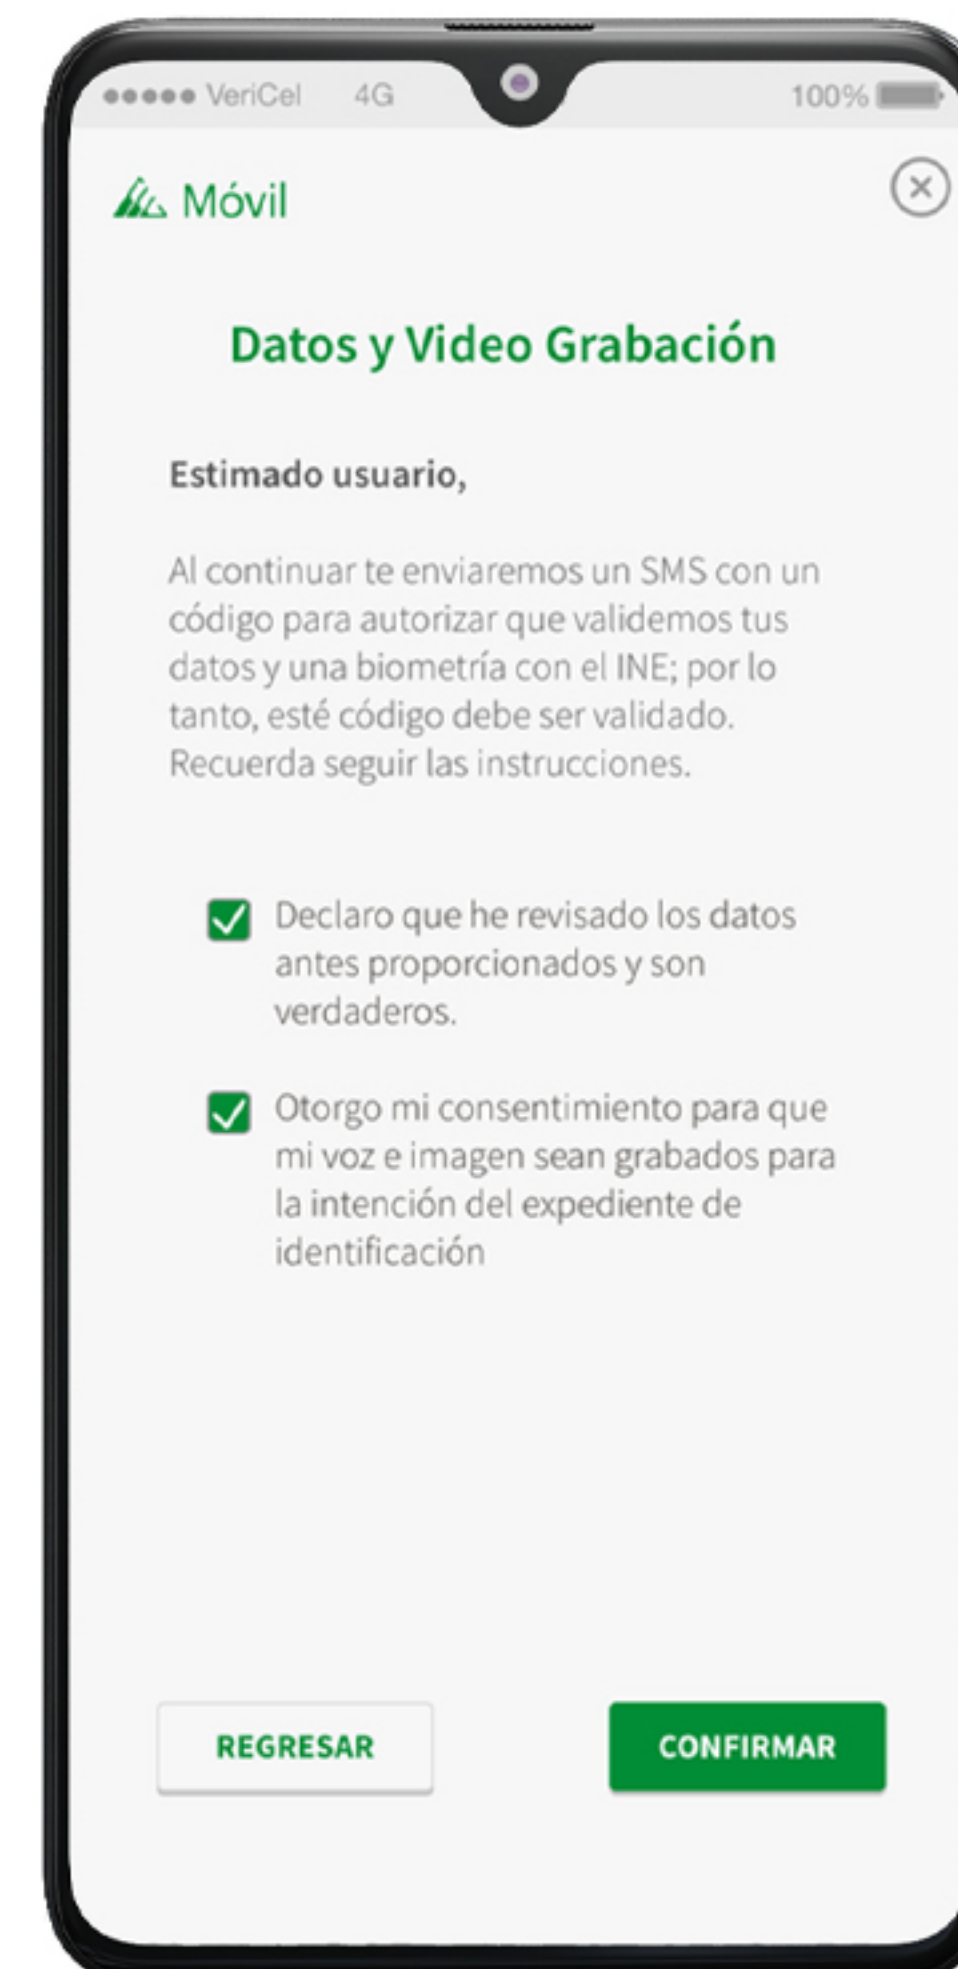 VeriCel 4G 100%
Móvil
Datos y Video Grabación
Estimado usuario,
Al continuar te enviaremos un SMS con un
código para autorizar que validemos tus
datos y una biometría con el INE; por lo
tanto, esté código debe ser validado.
Recuerda seguir las instrucciones.
Declaro que he revisado los datos
antes proporcionados y son
verdaderos.
Otorgo mi consentimiento para que
mi voz e imagen sean grabados para
la intención del expediente de
identificación
REGRESAR CONFIRMAR